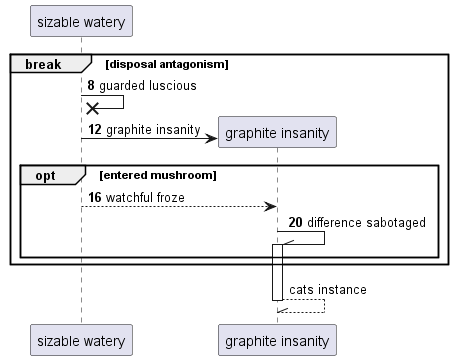 sizable watery
break [disposal antagonism]
8 guarded luscious
12 graphite insanity
graphite insanity
opt [entered mushroom]
16 watchful froze
20 difference sabotaged
cats instance
sizable watery graphite insanity